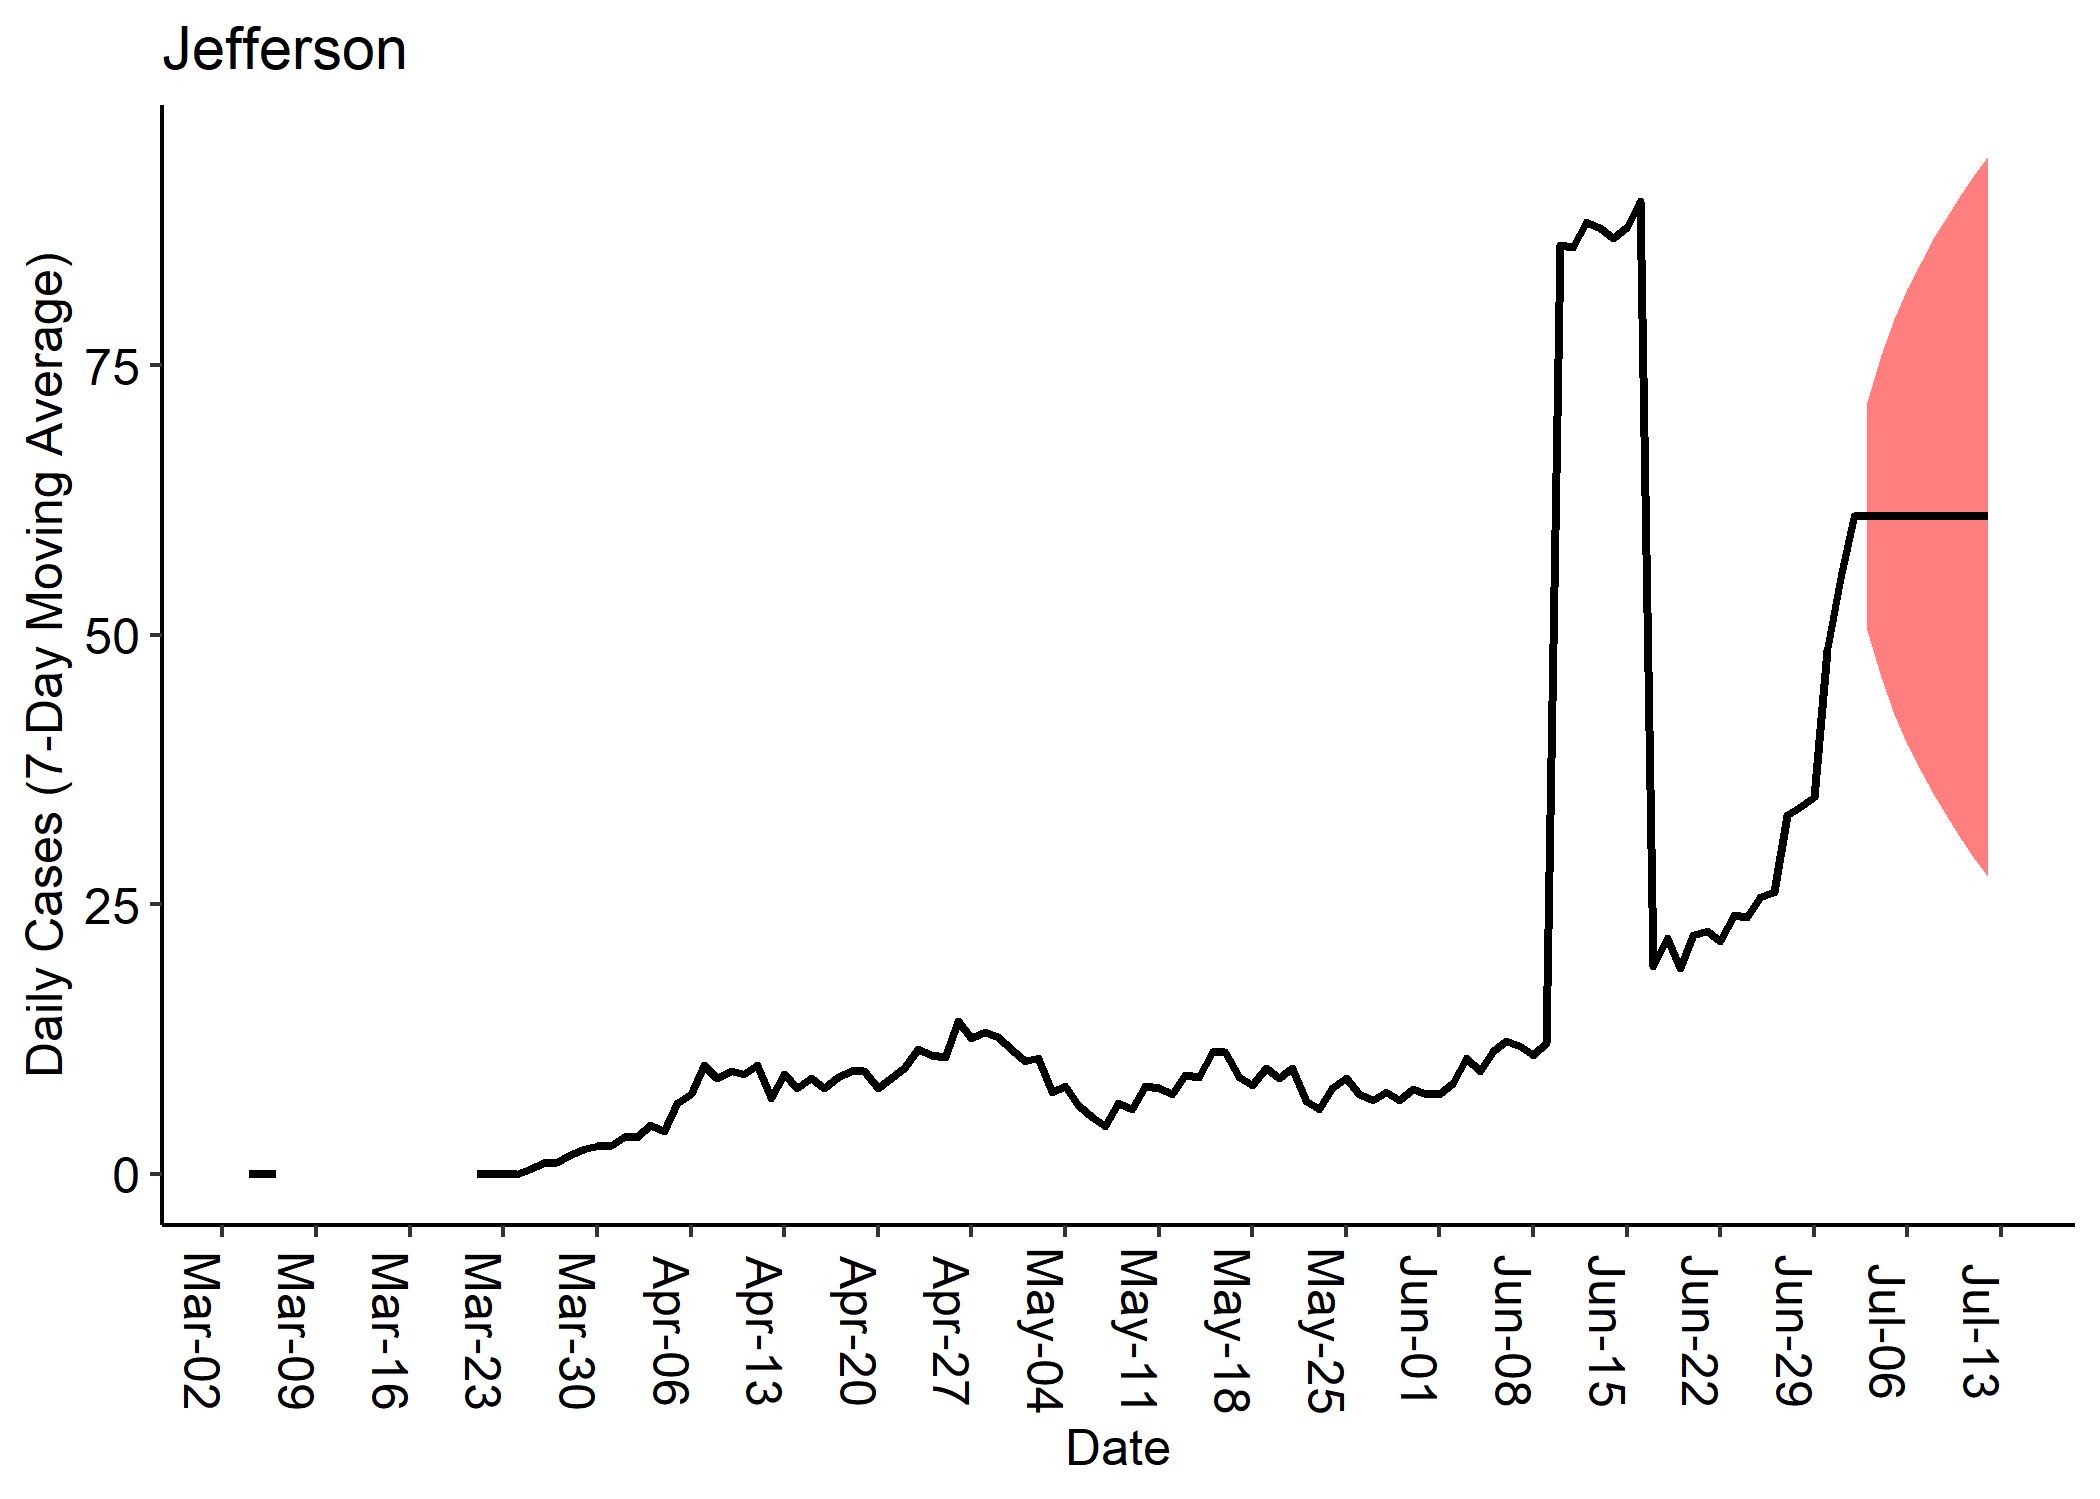 Jefferson
Daily Cases (7-Day Moving Average)
75
50
25
0
Mar-02
Mar-09
Mar-16
Mar-23
Mar-30
Apr-06
Apr-13
Apr-20
Apr-27
May-04
May-11
May-18
May-25
Jun-01
Jun-08
Jun-15
Jun-22
Jun-29
Jul-06
Jul-13
Date